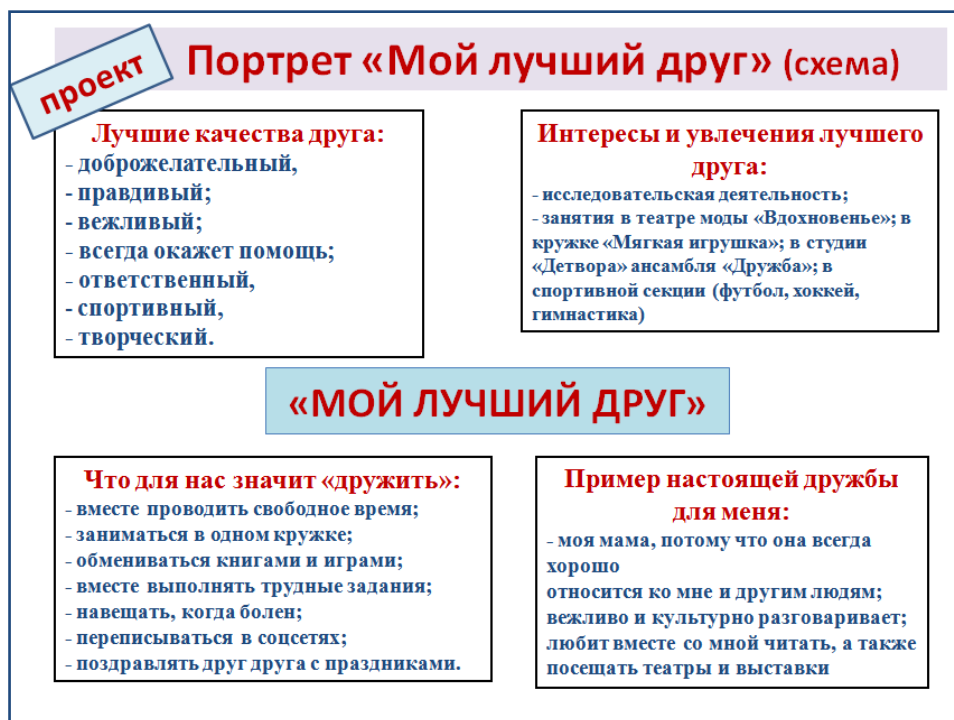 проект
Портрет «Мой лучший друг» (схема)
Лучшие качества друга:
- доброжелательный,
- правдивый;
- вежливый;
- всегда окажет помощь;
- ответственный,
- спортивный,
- творческий.
Интересы и увлечения лучшего
друга:
- исследовательская деятельность;
- занятия в театре моды «Вдохновенье»; в
кружке «Мягкая игрушка»; в студии
«Детвора» ансамбля «Дружба»; в
спортивной секции (футбол, хоккей,
гимнастика)
«МОЙ ЛУЧШИЙ ДРУГ»
Что для нас значит «дружить»:
- вместе проводить свободное время;
- заниматься в одном кружке;
- обмениваться книгами и играми;
- вместе выполнять трудные задания;
- навещать, когда болен;
- переписываться в соцсетях;
- поздравлять друг друга с праздниками.
Пример настоящей дружбы
для меня:
- моя мама, потому что она всегда
хорошо
относится ко мне и другим людям;
вежливо и культурно разговаривает;
любит вместе со мной читать, а также
посещать театры и выставки